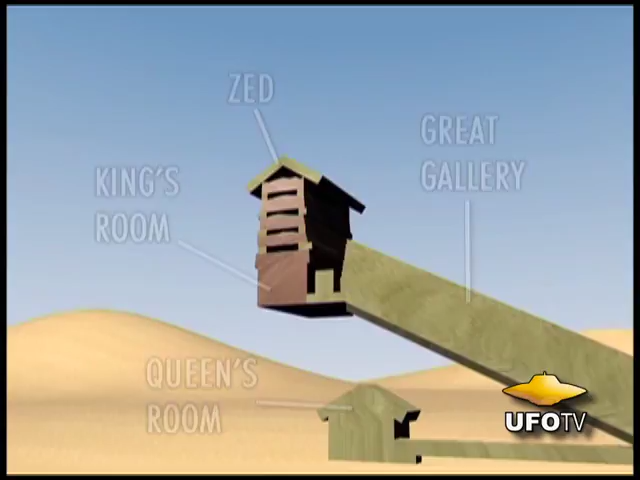 ZED
GREAT
GALLERY
KING'S
ROOM
QUEEN'S
ROOM
UFOTV